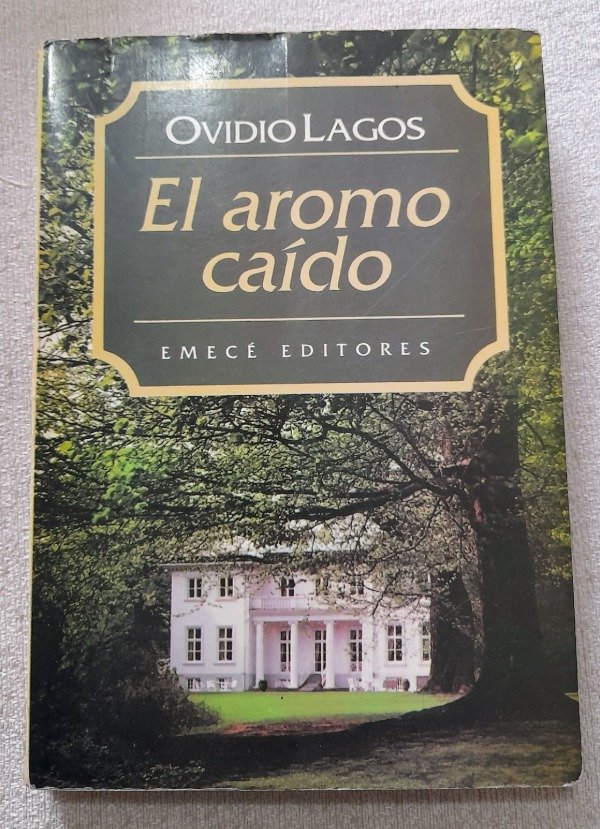 OVIDIO LAGOS
El aromo
caído
EMECÉ EDITORES